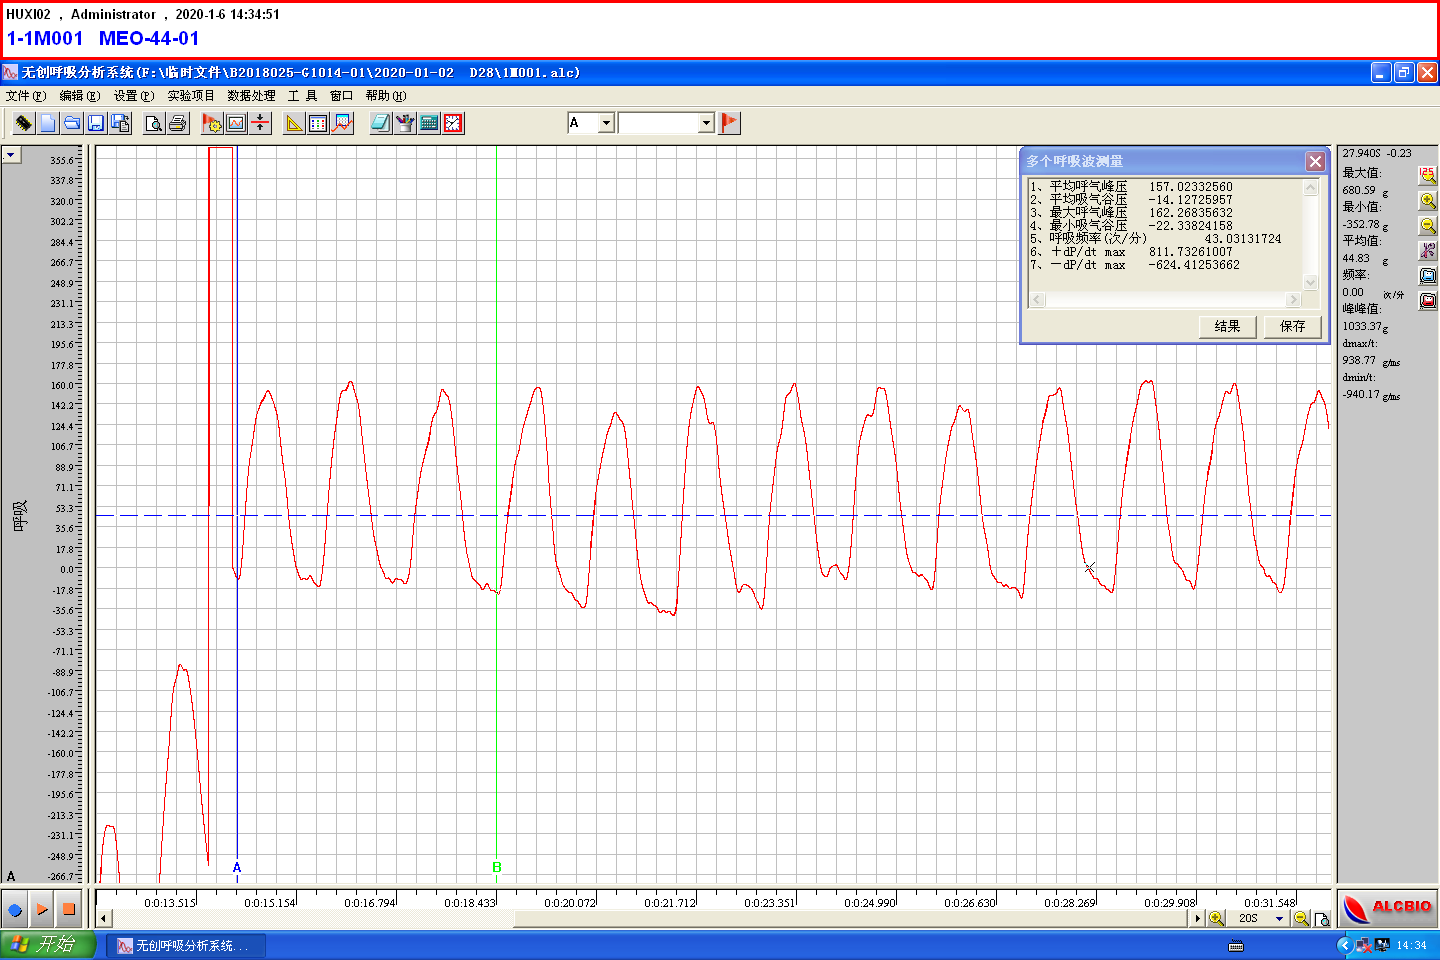 HUXI02 , Administrator , 2020-1-6 14:34:51
1-1M001 MEO-44-01
无创呼吸分析系统(F:\临时文件\B2018025-G1014-01\2020-01-02 D28\1M001.alc)
文件(F) 编辑(E) 设置(P) 实验项目 数据处理 工 具 窗口 帮助(H)
A
355.6
337.8
320.0
302.2
284.4
266.7
248.9
231.1
213.3
195.6
177.8
160.0
142.2
124.4
106.7
88.9
71.1
53.3
35.6
17.8
0.0
-17.8
-35.6
-53.3
-71.1
-88.9
-106.7
-124.4
-142.2
-160.0
-177.8
-195.6
-213.3
-231.1
-248.9
-266.7
呼吸
A
A
B
多个呼吸波测量
1、平均呼气峰压 157.02332560
2、平均吸气谷压 -14.12725957
3、最大呼气峰压 162.26835632
4、最小吸气谷压 -22.33824158
5、呼吸频率(次/分) 43.03131724
6、＋dP/dt max 811.73261007
7、－dP/dt max -624.41253662
结果 保存
27.940S -0.23
最大值:
680.59 g
最小值:
-352.78 g
平均值:
44.83 g
频率:
0.00 次/分
峰峰值:
1033.37g
dmax/t:
938.77 g/ms
dmin/t:
-940.17 g/ms
125
0:0:13.515 0:0:15.154 0:0:16.794 0:0:18.433 0:0:20.072 0:0:21.712 0:0:23.351 0:0:24.990 0:0:26.630 0:0:28.269 0:0:29.908 0:0:31.548
20S
ALCBIO
开始 无创呼吸分析系统... 14:34